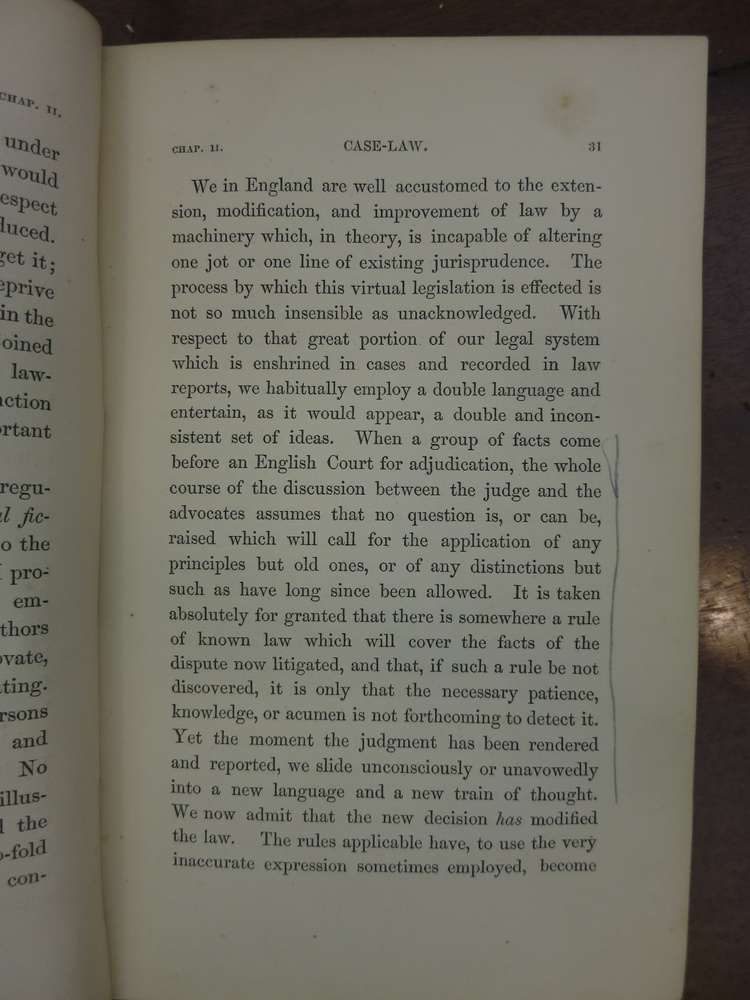 CHAP. II.
under
would
espect
duced.
get it;
eprive
in the
oined
law-
action
ortant
regu-
al fic-
o the
pro-
em-
thors
ovate,
ting.
rsons
and
No
illus-
the
o-fold
con-
CHAP. II. CASE-LAW. 31
We in England are well accustomed to the exten-
sion, modification, and improvement of law by a
machinery which, in theory, is incapable of altering
one jot or one line of existing jurisprudence. The
process by which this virtual legislation is effected is
not so much insensible as unacknowledged. With
respect to that great portion of our legal system
which is enshrined in cases and recorded in law
reports, we habitually employ a double language and
entertain, as it would appear, a double and incon-
sistent set of ideas. When a group of facts come
before an English Court for adjudication, the whole
course of the discussion between the judge and the
advocates assumes that no question is, or can be,
raised which will call for the application of any
principles but old ones, or of any distinctions but
such as have long since been allowed. It is taken
absolutely for granted that there is somewhere a rule
of known law which will cover the facts of the
dispute now litigated, and that, if such a rule be not
discovered, it is only that the necessary patience,
knowledge, or acumen is not forthcoming to detect it.
Yet the moment the judgment has been rendered
and reported, we slide unconsciously or unavowedly
into a new language and a new train of thought.
We now admit that the new decision has modified
the law. The rules applicable have, to use the very
inaccurate expression sometimes employed, become